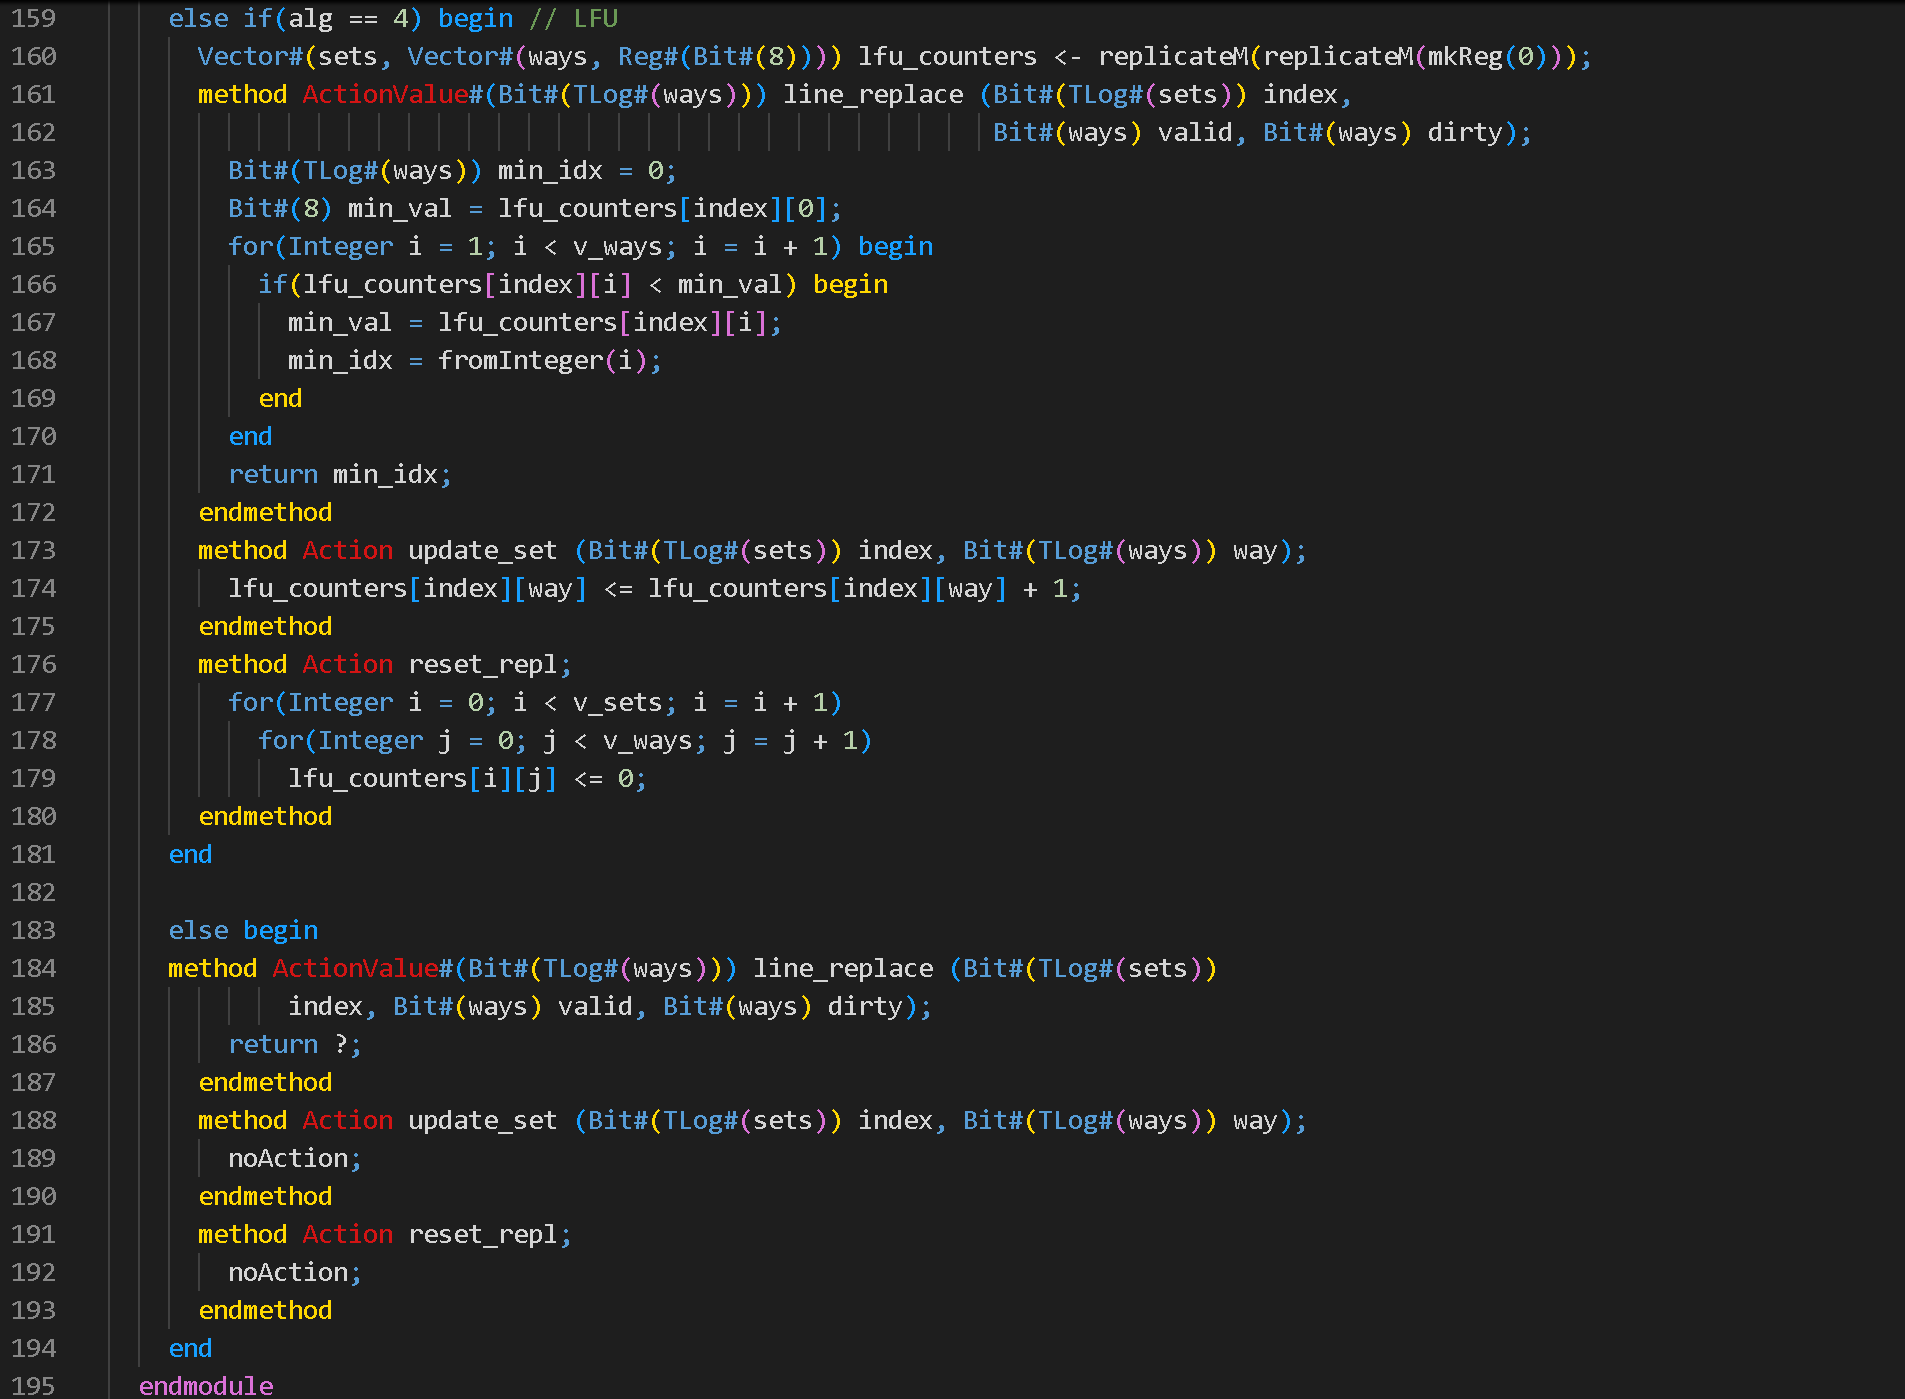 159 else if(alg == 4) begin // LFU
160 Vector#(sets, Vector#(ways, Reg#(Bit#(8)))) lfu_counters <- replicateM(replicateM(mkReg(0)));
161 method ActionValue#(Bit#(TLog#(ways))) line_replace (Bit#(TLog#(sets)) index,
162 Bit#(ways) valid, Bit#(ways) dirty);
163 Bit#(TLog#(ways)) min_idx = 0;
164 Bit#(8) min_val = lfu_counters[index][0];
165 for(Integer i = 1; i < v_ways; i = i + 1) begin
166 if(lfu_counters[index][i] < min_val) begin
167 min_val = lfu_counters[index][i];
168 min_idx = fromInteger(i);
169 end
170 end
171 return min_idx;
172 endmethod
173 method Action update_set (Bit#(TLog#(sets)) index, Bit#(TLog#(ways)) way);
174 lfu_counters[index][way] <= lfu_counters[index][way] + 1;
175 endmethod
176 method Action reset_repl;
177 for(Integer i = 0; i < v_sets; i = i + 1)
178 for(Integer j = 0; j < v_ways; j = j + 1)
179 lfu_counters[i][j] <= 0;
180 endmethod
181 end
182
183 else begin
184 method ActionValue#(Bit#(TLog#(ways))) line_replace (Bit#(TLog#(sets))
185 index, Bit#(ways) valid, Bit#(ways) dirty);
186 return ?;
187 endmethod
188 method Action update_set (Bit#(TLog#(sets)) index, Bit#(TLog#(ways)) way);
189 noAction;
190 endmethod
191 method Action reset_repl;
192 noAction;
193 endmethod
194 end
195 endmodule